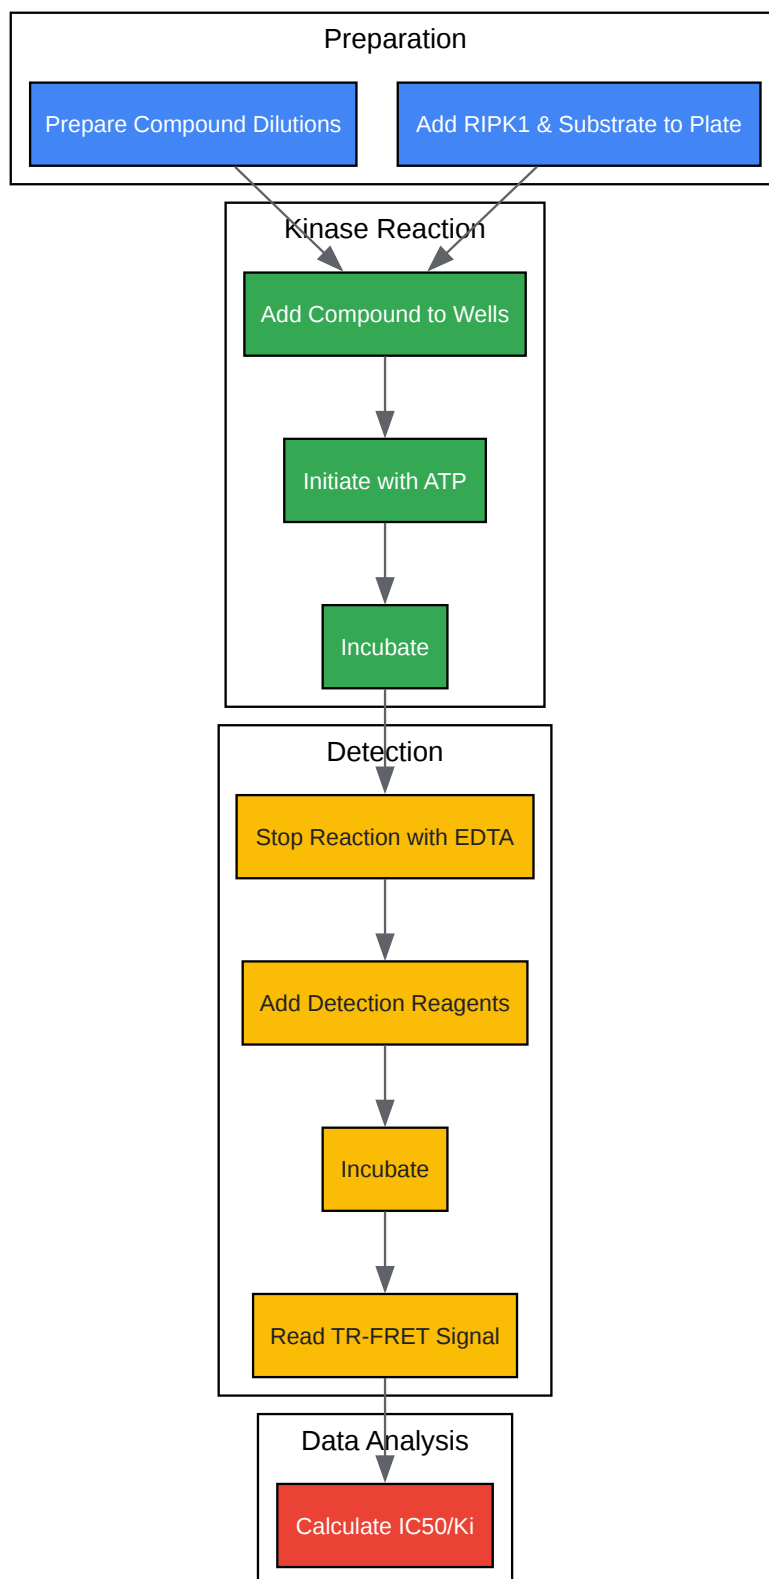 Preparation
Prepare Compound Dilutions
Add RIPK1 & Substrate to Plate
Kinase Reaction
Add Compound to Wells
Initiate with ATP
Incubate
Detection
Stop Reaction with EDTA
Add Detection Reagents
Incubate
Read TR-FRET Signal
Data Analysis
Calculate IC50/Ki